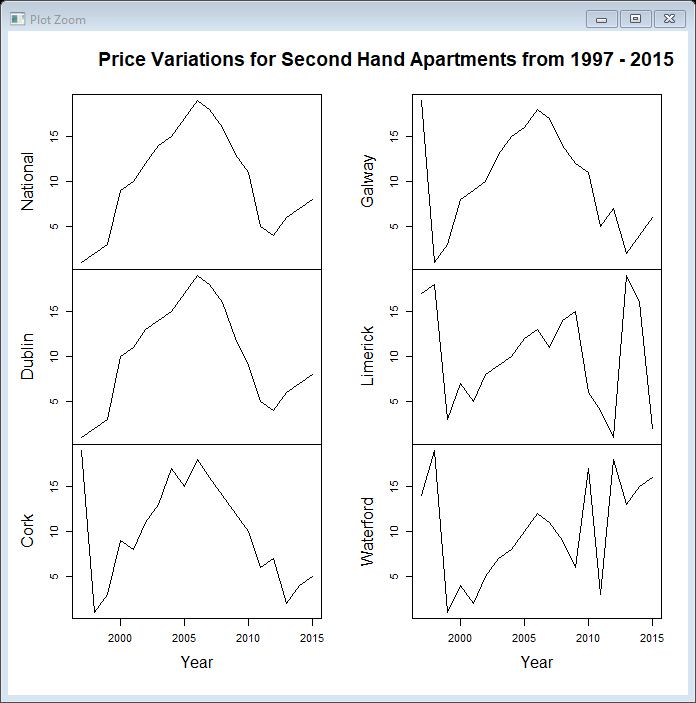 Plot Zoom
Price Variations for Second Hand Apartments from 1997 - 2015
National
5 10 15
Dublin
5 10 15
Cork
5 10 15
2000 2005 2010 2015
Year
Galway
5 10 15
Limerick
5 10 15
Waterford
5 10 15
2000 2005 2010 2015
Year